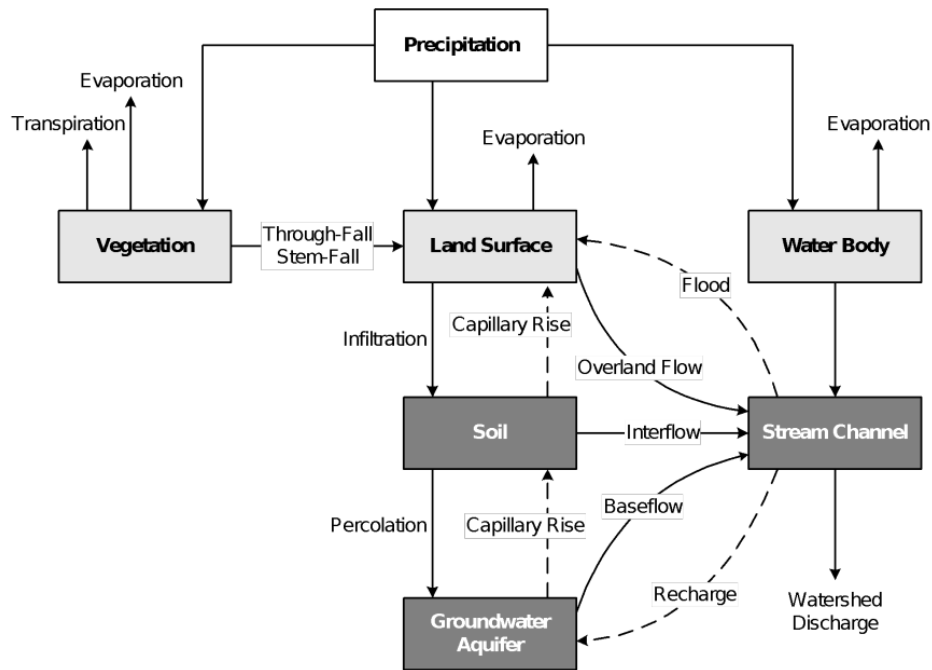 Precipitation
Evaporation
Transpiration
Evaporation
Evaporation
Vegetation
Through-Fall
Stem-Fall
Land Surface
Water Body
Flood
Infiltration
Capillary Rise
Overland Flow
Soil
Interflow
Stream Channel
Percolation
Capillary Rise
Baseflow
Recharge
Groundwater
Aquifer
Watershed
Discharge